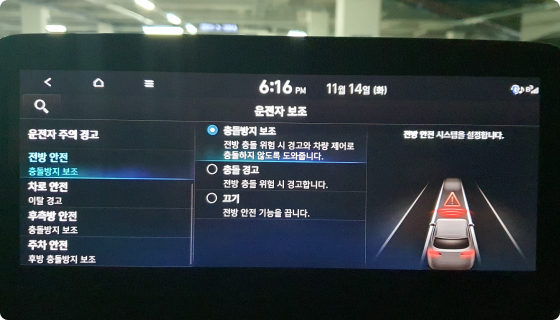 6:16 PM
11월 14일 (화)
운전자 보조
운전자 주의 경고
전방 안전
충돌방지 보조
차로 안전
이탈 경고
후측방 안전
충돌방지 보조
주차 안전
후방 충돌방지 보조
충돌방지 보조
전방 충돌 위험 시 경고와 차량 제어로
충돌하지 않도록 도와줍니다.
충돌 경고
전방 충돌 위험 시 경고합니다.
끄기
전방 안전 기능을 끕니다.
전방 안전 시스템을 설정합니다.